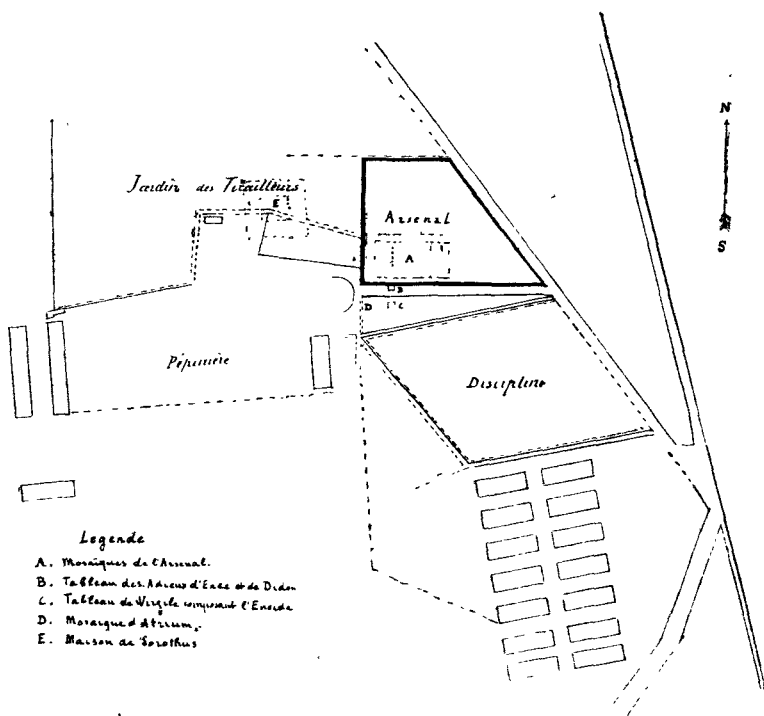 N
Jardin des Tirailleurs
E
Arsenal
S
A
B
D
C
Pépinière
Discipline
Legende
A. Mosaïques de l'Arsenal.
B. Tableau des Adieux d'Enée et de Didon
C. Tableau de Virgile composant l'Eneide
D. Mosaïque d'Atrium.
E. Maison de Sorothus